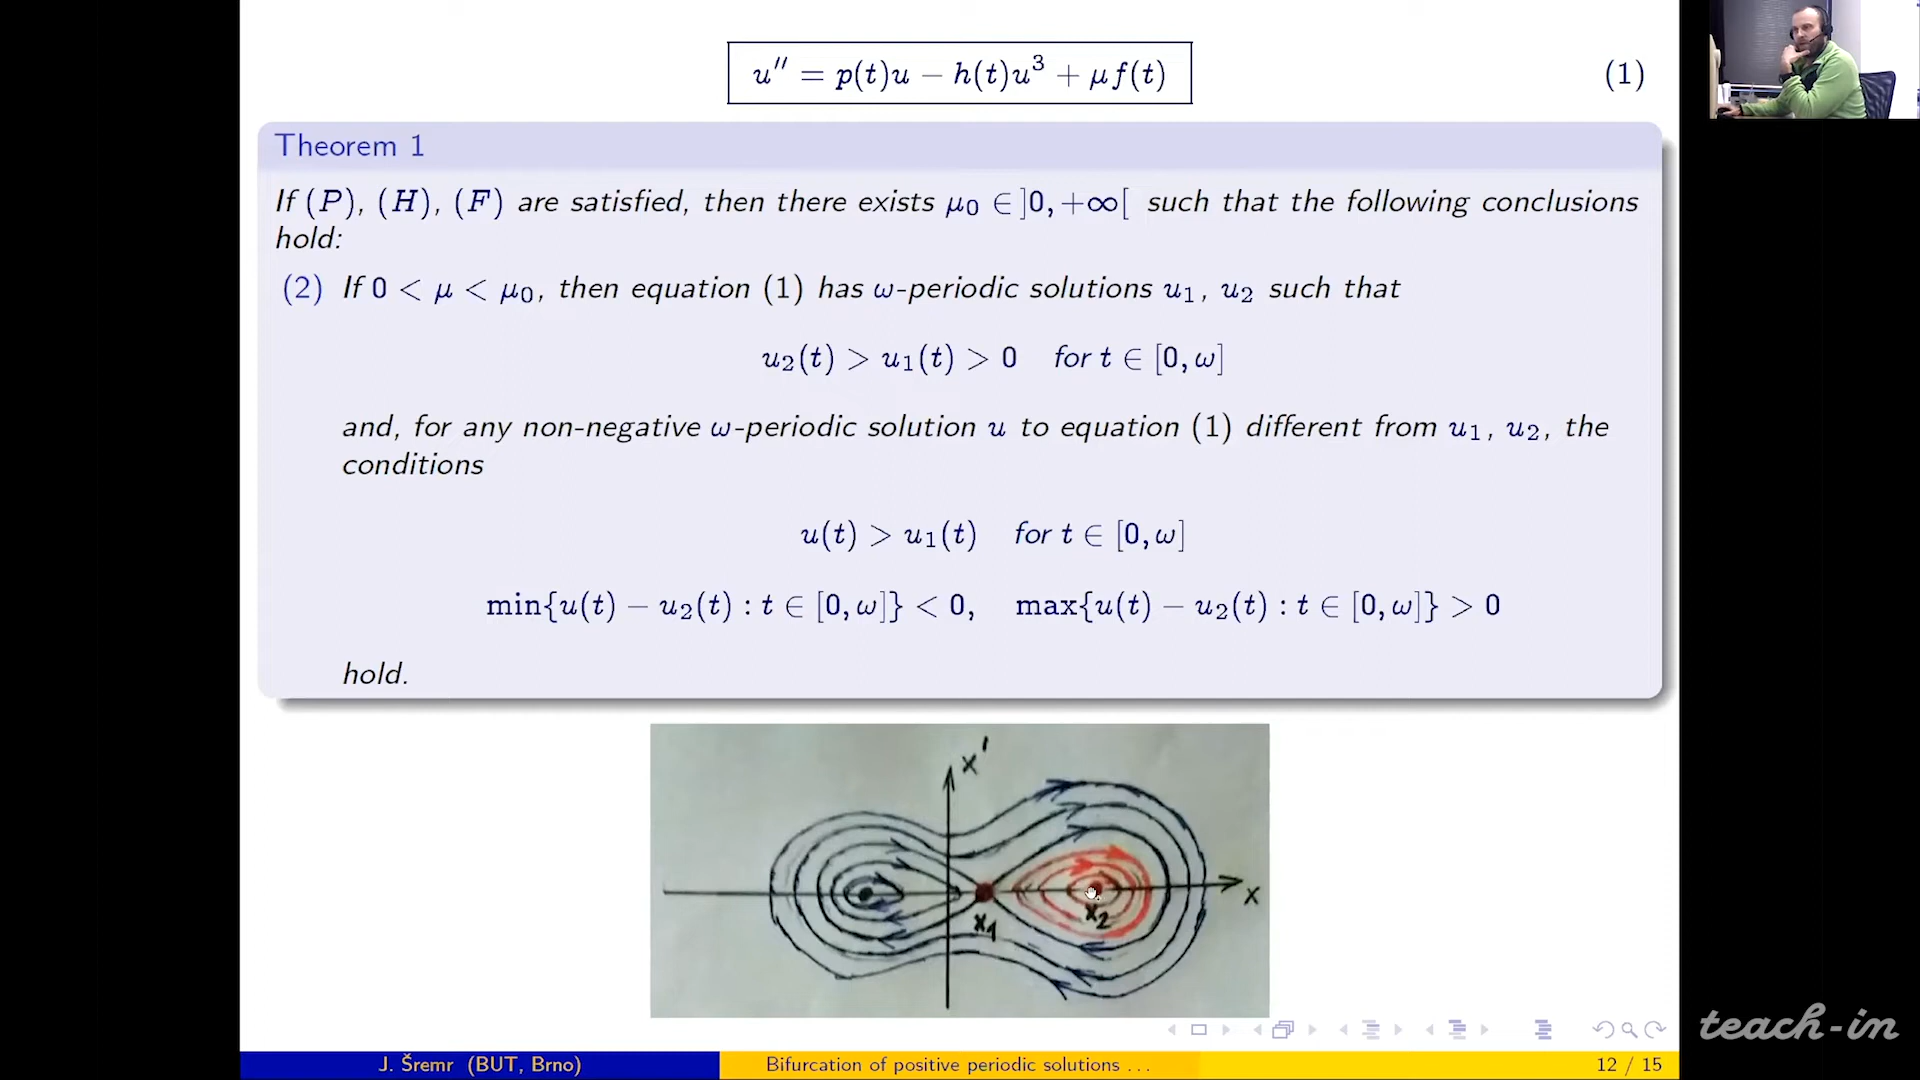 u″ = p(t)u − h(t)u³ + μf(t)
(1)
Theorem 1
If (P), (H), (F) are satisfied, then there exists μ₀ ∈ ]0, +∞[ such that the following conclusions
hold:
(2) If 0 < μ < μ₀, then equation (1) has ω-periodic solutions u₁, u₂ such that
u₂(t) > u₁(t) > 0 for t ∈ [0, ω]
and, for any non-negative ω-periodic solution u to equation (1) different from u₁, u₂, the
conditions
u(t) > u₁(t) for t ∈ [0, ω]
min{u(t) − u₂(t) : t ∈ [0, ω]} < 0, max{u(t) − u₂(t) : t ∈ [0, ω]} > 0
hold.
x′
x
x₁
x₂
teach-in
J. Šremr (BUT, Brno)
Bifurcation of positive periodic solutions ...
12 / 15